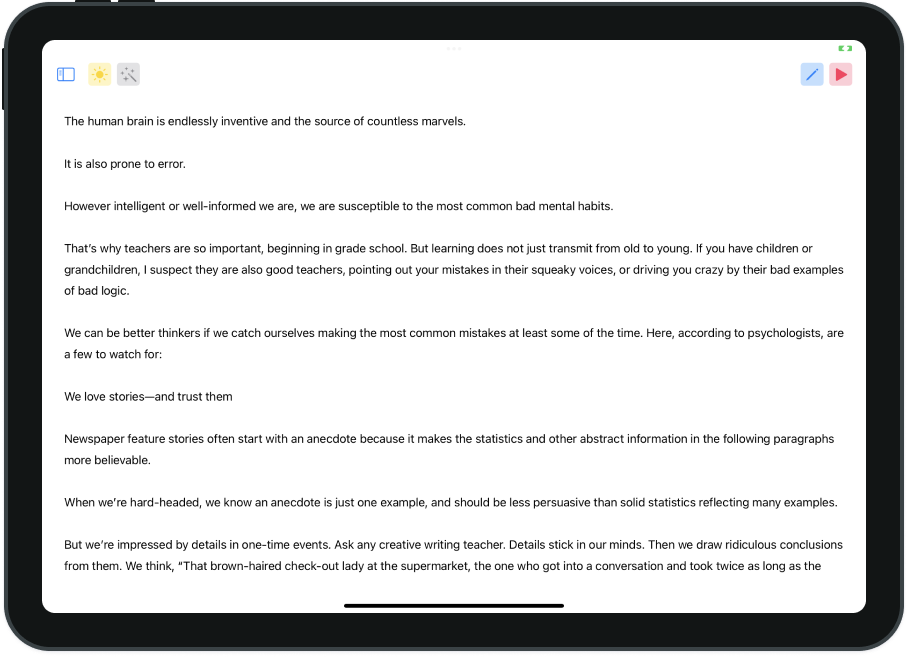 The human brain is endlessly inventive and the source of countless marvels.
It is also prone to error.
However intelligent or well-informed we are, we are susceptible to the most common bad mental habits.
That’s why teachers are so important, beginning in grade school. But learning does not just transmit from old to young. If you have children or
grandchildren, I suspect they are also good teachers, pointing out your mistakes in their squeaky voices, or driving you crazy by their bad examples
of bad logic.
We can be better thinkers if we catch ourselves making the most common mistakes at least some of the time. Here, according to psychologists, are
a few to watch for:
We love stories—and trust them
Newspaper feature stories often start with an anecdote because it makes the statistics and other abstract information in the following paragraphs
more believable.
When we’re hard-headed, we know an anecdote is just one example, and should be less persuasive than solid statistics reflecting many examples.
But we’re impressed by details in one-time events. Ask any creative writing teacher. Details stick in our minds. Then we draw ridiculous conclusions
from them. We think, “That brown-haired check-out lady at the supermarket, the one who got into a conversation and took twice as long as the